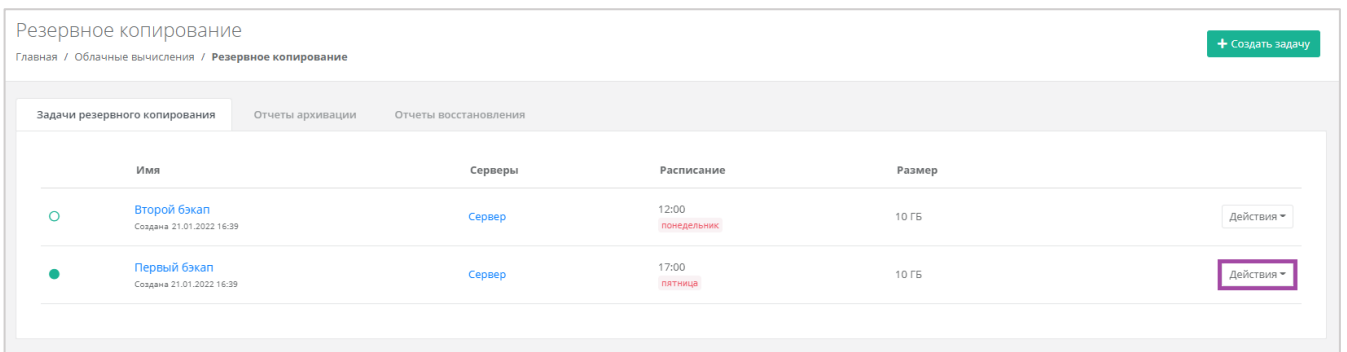 Резервное копирование
Главная / Облачные вычисления / Резервное копирование
+ Создать задачу
Задачи резервного копирования Отчеты архивации Отчеты восстановления
Имя Серверы Расписание Размер
Второй бэкап Сервер 12:00 10 ГБ Действия
Создана 21.01.2022 16:39 понедельник
Первый бэкап Сервер 17:00 10 ГБ Действия
Создана 21.01.2022 16:39 пятница